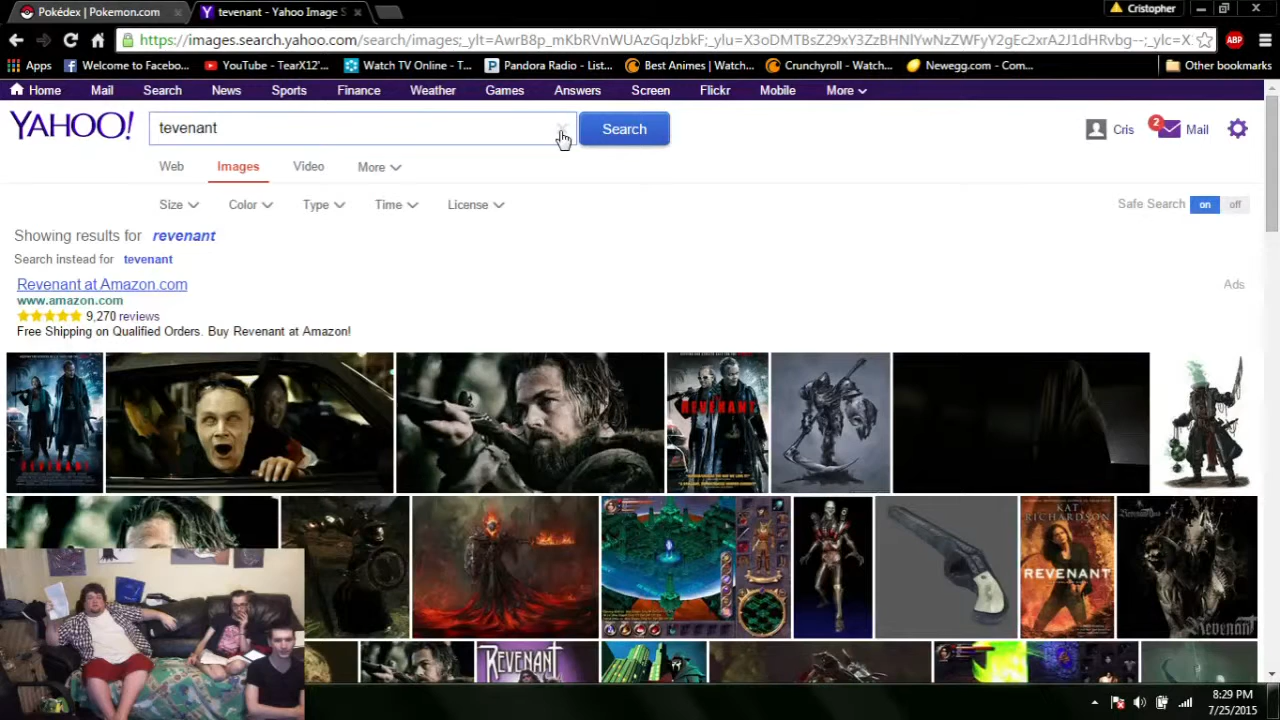 Pokédex | Pokemon.com
tevenant - Yahoo Image S
Cristopher
https://images.search.yahoo.com/search/images;_ylt=AwrB8p_mKbRVnWUAzGqJzbkF;_ylu=X3oDMTBsZ29xY3ZzBHNlYwNzZWFyY2gEc2xrA2J1dHRvbg--;_ylc=X
ABP
Apps
Welcome to Facebo...
YouTube - TearX12'...
Watch TV Online - T...
Pandora Radio - List...
Best Animes | Watc...
Crunchyroll - Watch...
Newegg.com - Com...
Other bookmarks
Home Mail Search News Sports Finance Weather Games Answers Screen Flickr Mobile More
YAHOO!
tevenant
Search
Cris
2
Mail
Web Images Video More
Size Color Type Time License
Safe Search on off
Showing results for revenant
Search instead for tevenant
Revenant at Amazon.com
Ads
www.amazon.com
9,270 reviews
Free Shipping on Qualified Orders. Buy Revenant at Amazon!
REVENANT
REVENANT
KAT
RICHARDSON
REVENANT
Revenant
REVENANT
8:29 PM
7/25/2015